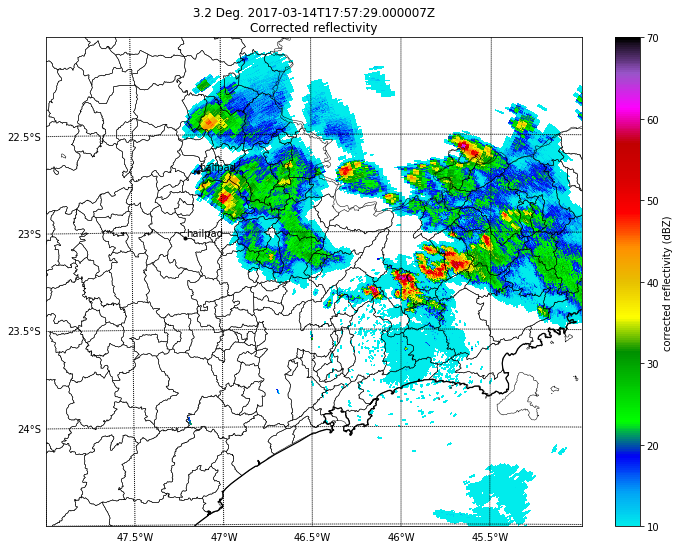 3.2 Deg. 2017-03-14T17:57:29.000007Z
Corrected reflectivity
70
60
50
40
30
20
10
corrected reflectivity (dBZ)
22.5°S
23°S
23.5°S
24°S
hailpad
hailpad
47.5°W
47°W
46.5°W
46°W
45.5°W